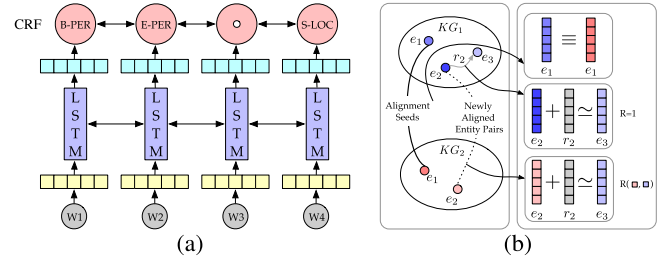 CRF B-PER E-PER O S-LOC
L S T M L S T M L S T M L S T M
W1 W2 W3 W4
(a)
KG1
e1 r2 e3
e2
Alignment Seeds
Newly Aligned Entity Pairs
KG2
e1
e2
≡
e1 e1
+ ≃ R=1
e2 r2 e3
+ ≃ R( , )
e2 r2 e3
(b)